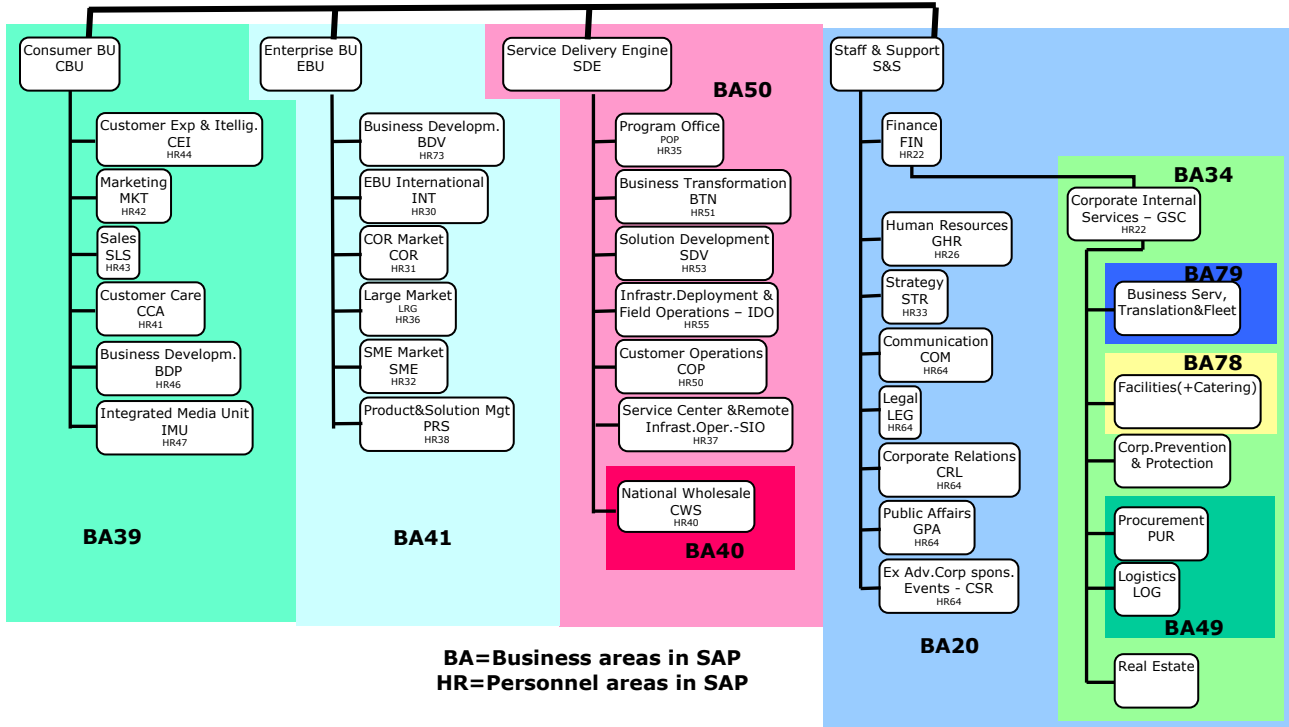 Consumer BU
CBU
Customer Exp & Itellig.
CEI
HR44
Marketing
MKT
HR42
Sales
SLS
HR43
Customer Care
CCA
HR41
Business Developm.
BDP
HR46
Integrated Media Unit
IMU
HR47
BA39
Enterprise BU
EBU
Business Developm.
BDV
HR73
EBU International
INT
HR30
COR Market
COR
HR31
Large Market
LRG
HR36
SME Market
SME
HR32
Product&Solution Mgt
PRS
HR38
BA41
Service Delivery Engine
SDE
BA50
Program Office
POP
HR35
Business Transformation
BTN
HR51
Solution Development
SDV
HR53
Infrastr.Deployment &
Field Operations – IDO
HR55
Customer Operations
COP
HR50
Service Center &Remote
Infrast.Oper.-SIO
HR37
National Wholesale
CWS
HR40
BA40
Staff & Support
S&S
Finance
FIN
HR22
Human Resources
GHR
HR26
Strategy
STR
HR33
Communication
COM
HR64
Legal
LEG
HR64
Corporate Relations
CRL
HR64
Public Affairs
GPA
HR64
Ex Adv.Corp spons.
Events - CSR
HR64
BA20
BA34
Corporate Internal
Services – GSC
HR22
BA79
Business Serv,
Translation&Fleet
BA78
Facilities(+Catering)
Corp.Prevention
& Protection
Procurement
PUR
Logistics
LOG
BA49
Real Estate
BA=Business areas in SAP
HR=Personnel areas in SAP